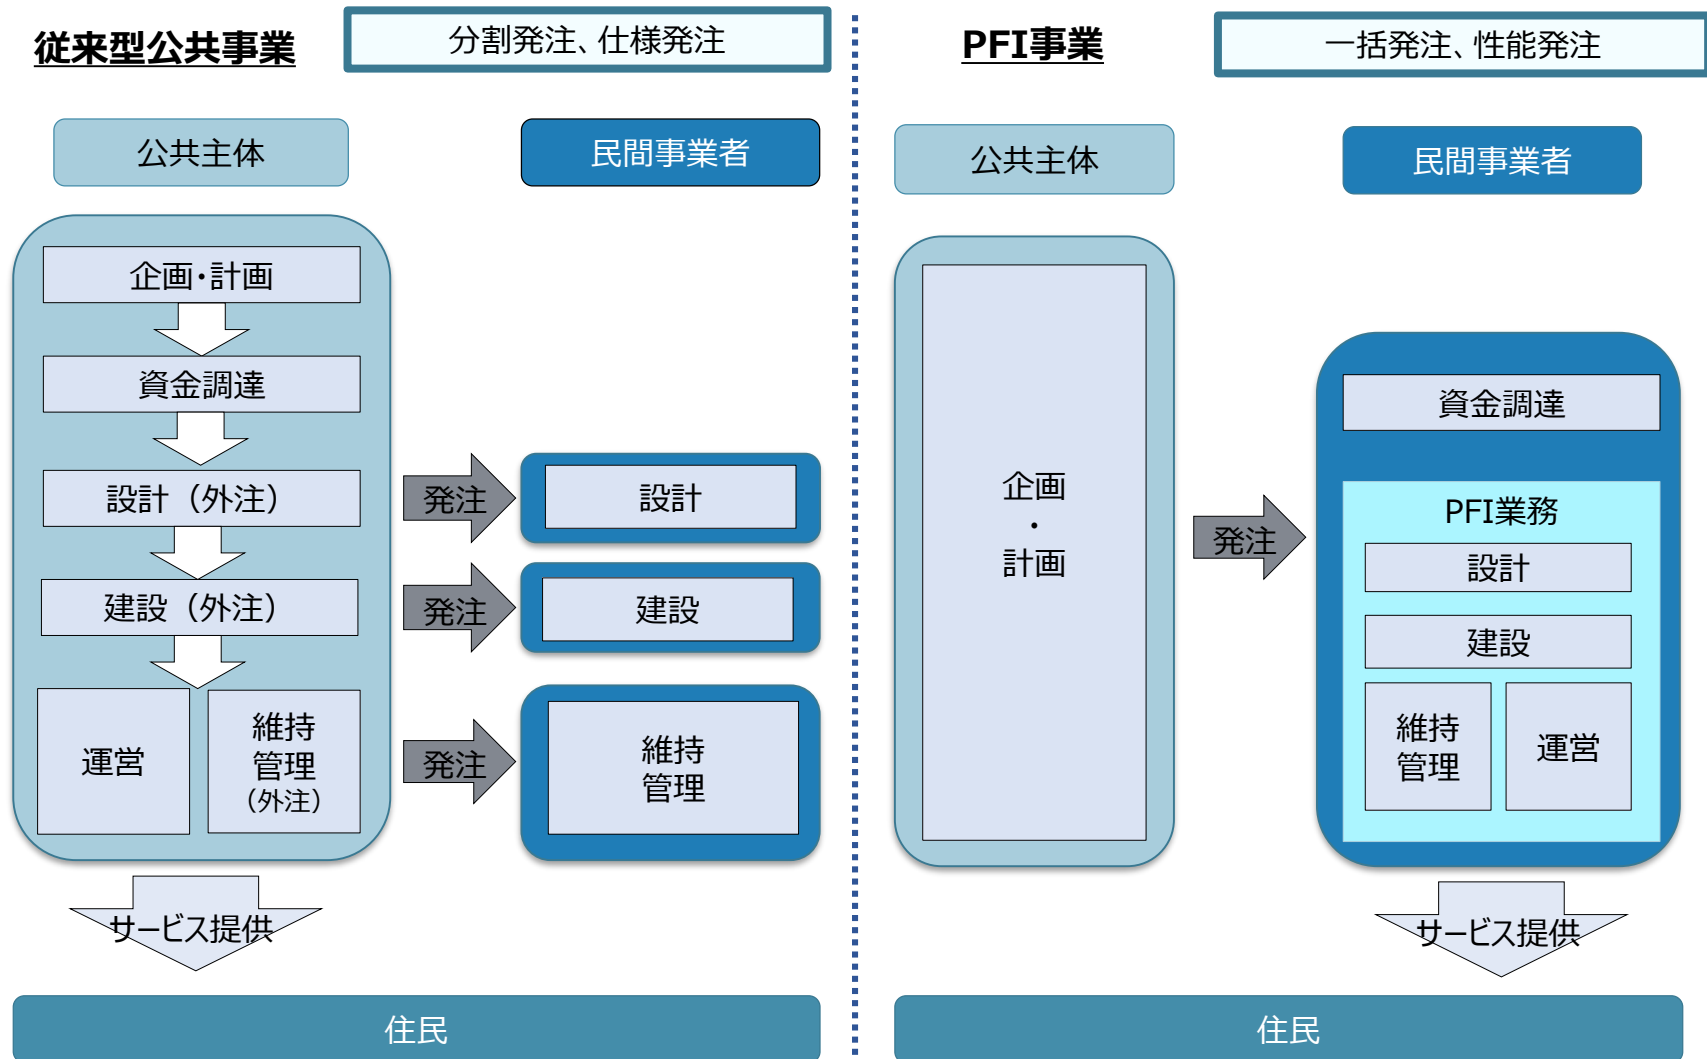 従来型公共事業
分割発注、仕様発注
公共主体
民間事業者
企画・計画
資金調達
設計（外注）
建設（外注）
運営
維持
管理
（外注）
発注
設計
発注
建設
発注
維持
管理
サービス提供
住民
PFI事業
一括発注、性能発注
公共主体
民間事業者
企画
・
計画
発注
資金調達
PFI業務
設計
建設
維持
管理
運営
サービス提供
住民